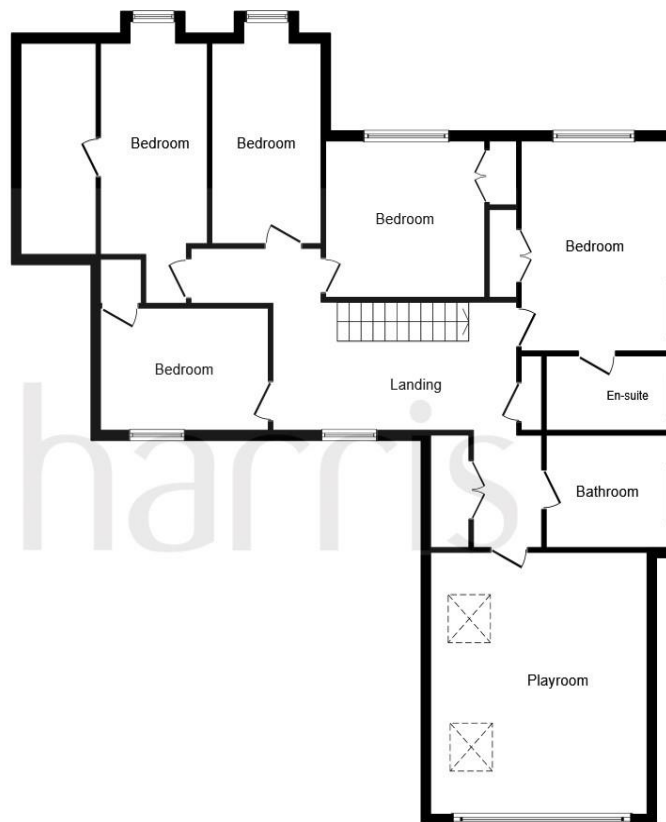 Bedroom
Bedroom
Bedroom
Bedroom
Bedroom
Landing
En-suite
Bathroom
Playroom
harris